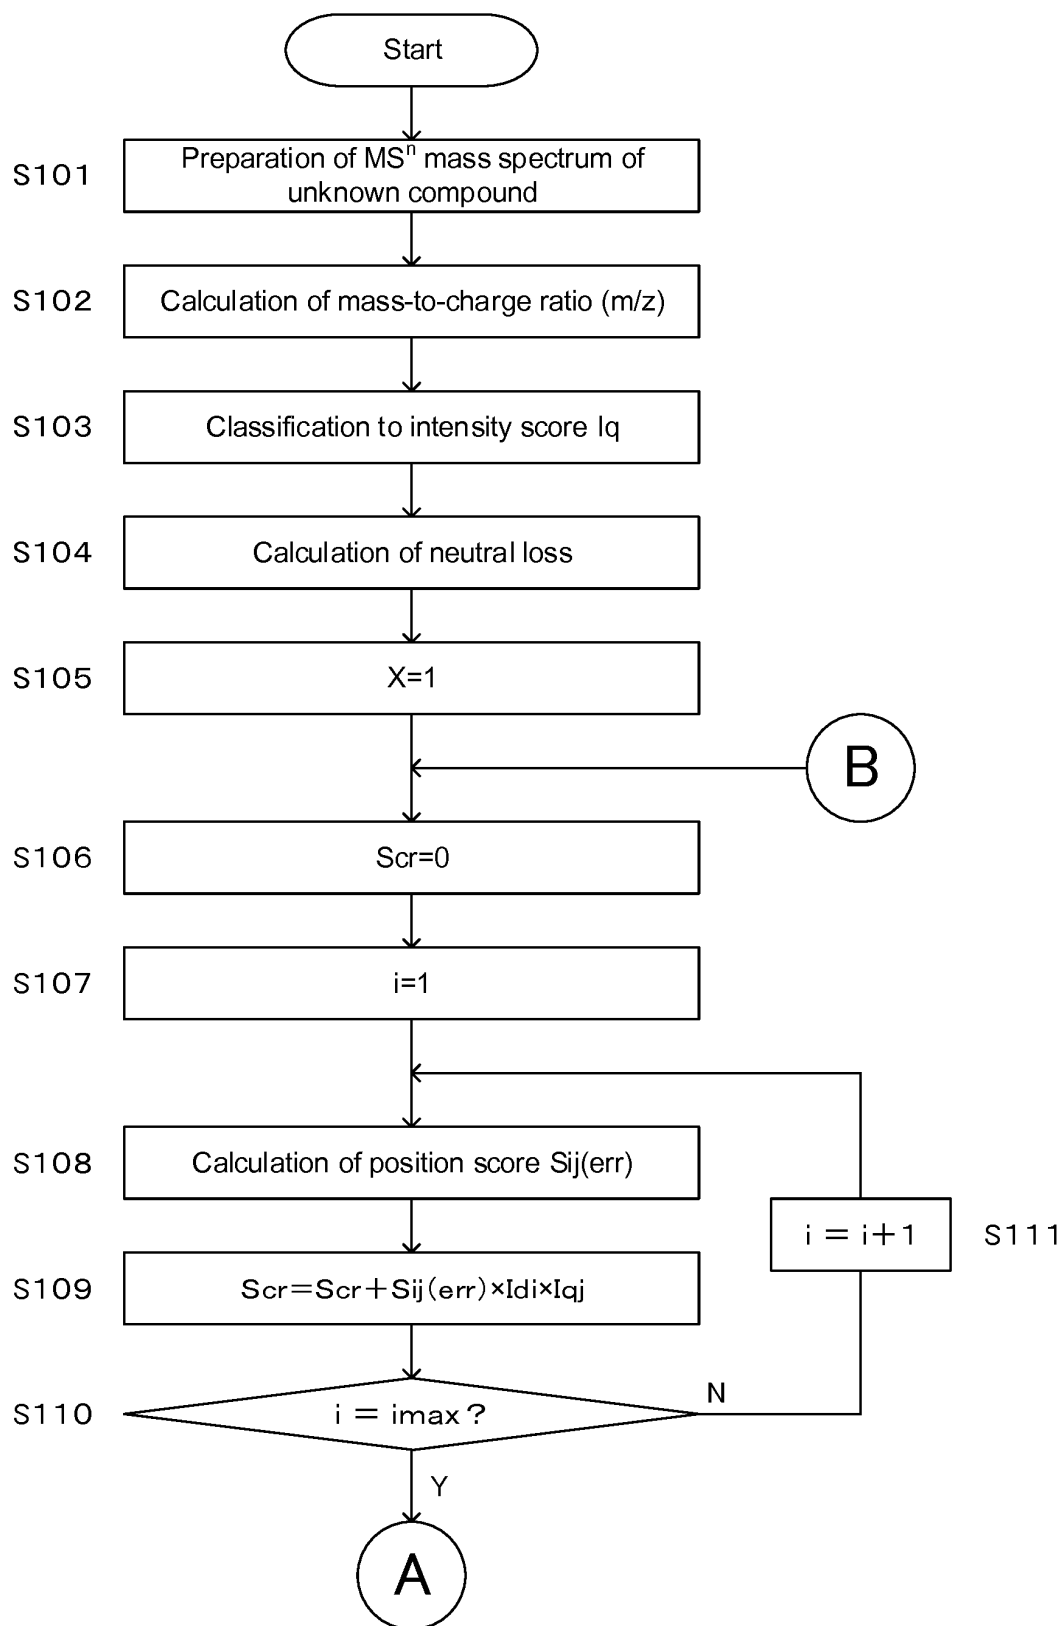 Start
S101
Preparation of MSⁿ mass spectrum of
unknown compound
S102
Calculation of mass-to-charge ratio (m/z)
S103
Classification to intensity score Iq
S104
Calculation of neutral loss
S105
X=1
B
S106
Scr=0
S107
i=1
S108
Calculation of position score Sij(err)
i = i+1
S111
S109
Scr=Scr+Sij(err)×Idi×Iqj
S110
i = imax?
N
Y
A